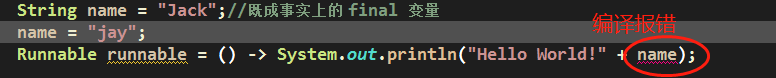 String name = "Jack";//既成事实上的 final 变量
编译报错
name = "jay";
Runnable runnable = () -> System.out.println("Hello World!" + name);